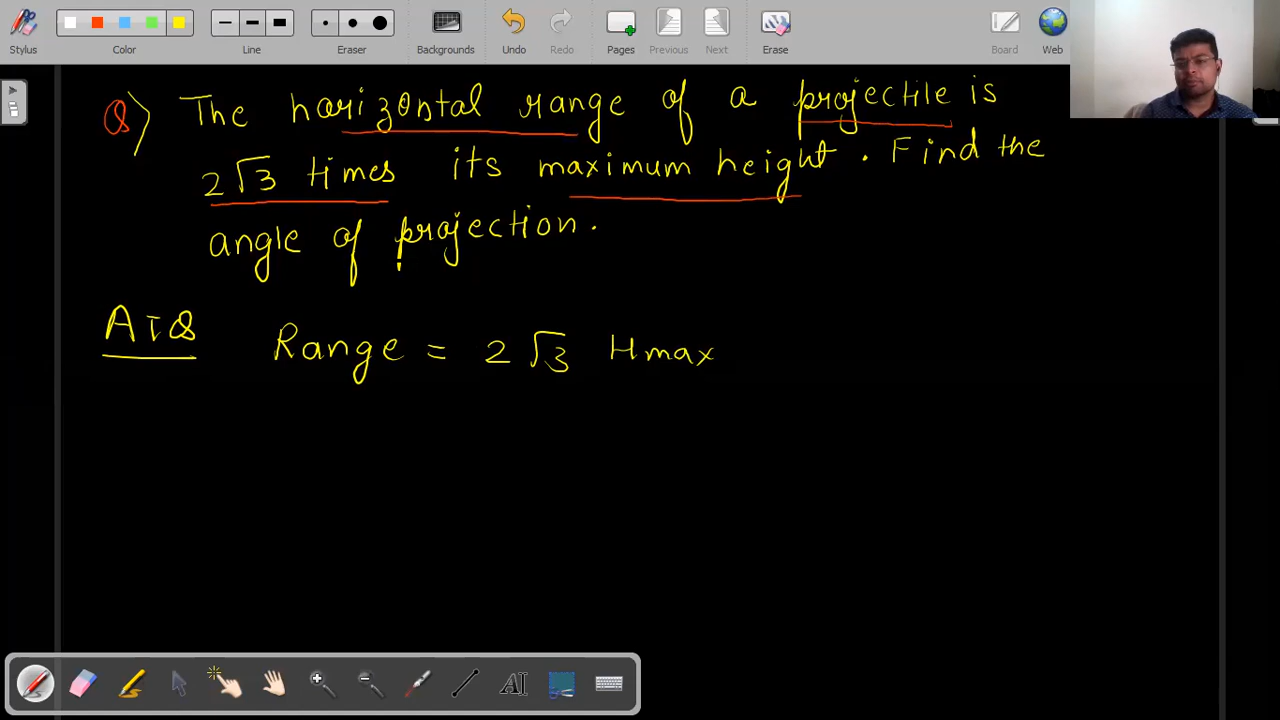 Stylus Color Line Eraser Backgrounds Undo Redo Pages Previous Next Erase Board Web
Q) The horizontal range of a projectile is
2√3 times its maximum height. Find the
angle of projection.
ATQ Range = 2√3 Hmax
AI